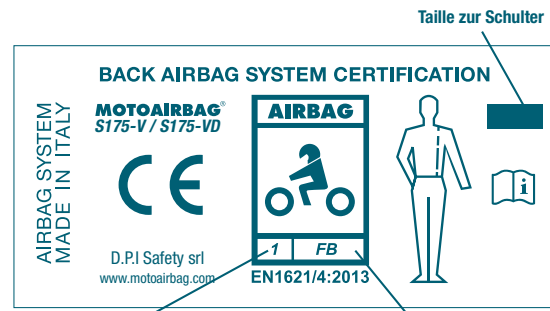 Taille zur Schulter
BACK AIRBAG SYSTEM CERTIFICATION
AIRBAG SYSTEM
MADE IN ITALY
MOTOAIRBAG®
S175-V / S175-VD
CE
D.P.I Safety srl
www.motoairbag.com
AIRBAG
1 FB
EN1621/4:2013
i